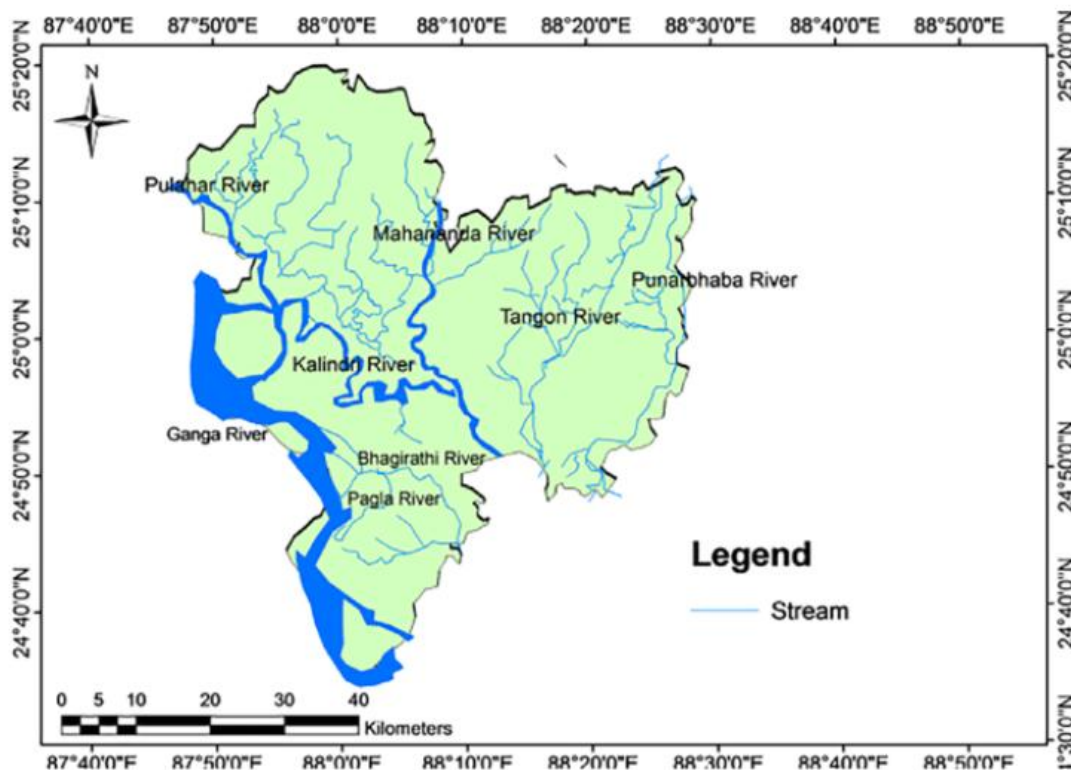 87°40'0"E 87°50'0"E 88°0'0"E 88°10'0"E 88°20'0"E 88°30'0"E 88°40'0"E 88°50'0"E
25°20'0"N
25°10'0"N
25°0'0"N
24°50'0"N
24°40'0"N
N
Pulahar River
Mahananda River
Punarbhaba River
Tangon River
Kalindri River
Ganga River
Bhagirathi River
Pagla River
Legend
Stream
0 5 10 20 30 40
Kilometers
25°20'0"N
25°10'0"N
25°0'0"N
24°50'0"N
24°40'0"N
1°30'0"N
87°40'0"E 87°50'0"E 88°0'0"E 88°10'0"E 88°20'0"E 88°30'0"E 88°40'0"E 88°50'0"E